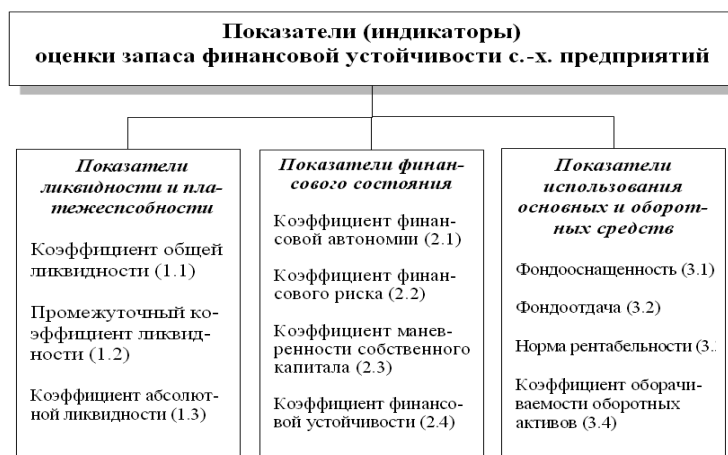 Показатели (индикаторы)
оценки запаса финансовой устойчивости с.-х. предприятий
Показатели
ликвидности и пла-
тежеспсобности
Коэффициент общей
ликвидности (1.1)
Промежуточный ко-
эффициент ликвид-
ности (1.2)
Коэффициент абсолют-
тной ликвидности (1.3)
Показатели финан-
сового состояния
Коэффициент финан-
совой автономии (2.1)
Коэффициент финан-
сового риска (2.2)
Коэффициент манев-
ренности собственного
капитала (2.3)
Коэффициент финансо-
вой устойчивости (2.4)
Показатели
использования
основных и оборот-
ных средств
Фондооснащенность (3.1)
Фондоотдача (3.2)
Норма рентабельности (3.
Коэффициент оборачи-
ваемости оборотных
активов (3.4)